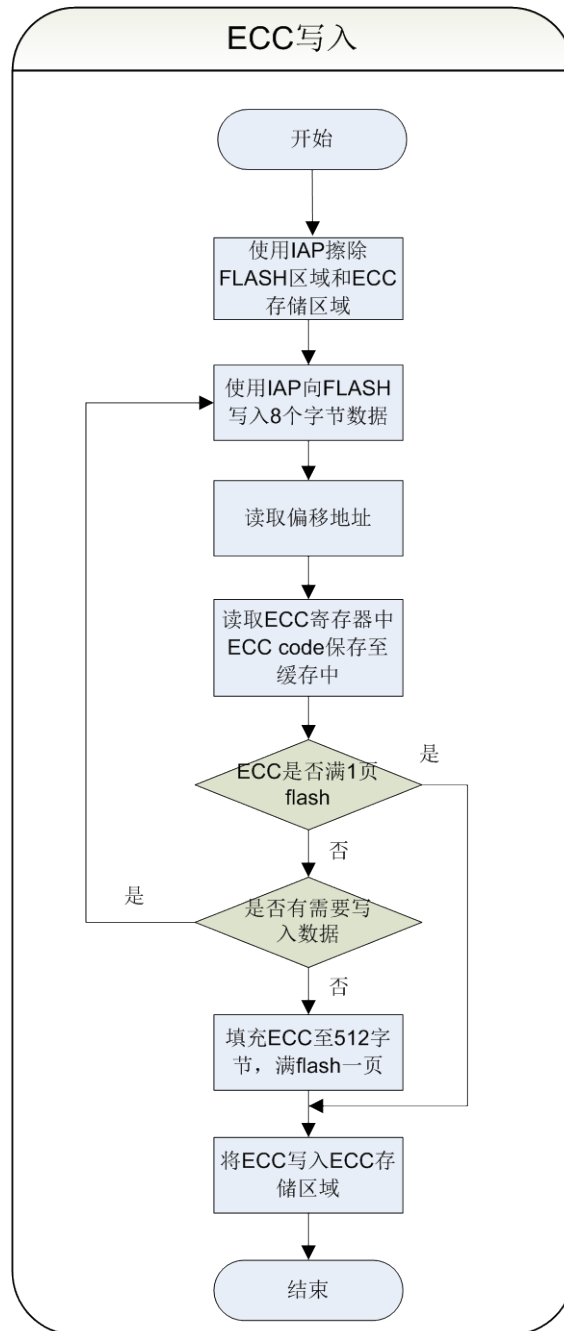 ECC写入
开始
使用IAP擦除
FLASH区域和ECC
存储区域
使用IAP向FLASH
写入8个字节数据
读取偏移地址
读取ECC寄存器中
ECC code保存至
缓存中
ECC是否满1页
flash
是
否
是否有需要写
入数据
是
否
填充ECC至512字
节，满flash一页
将ECC写入ECC存
储区域
结束